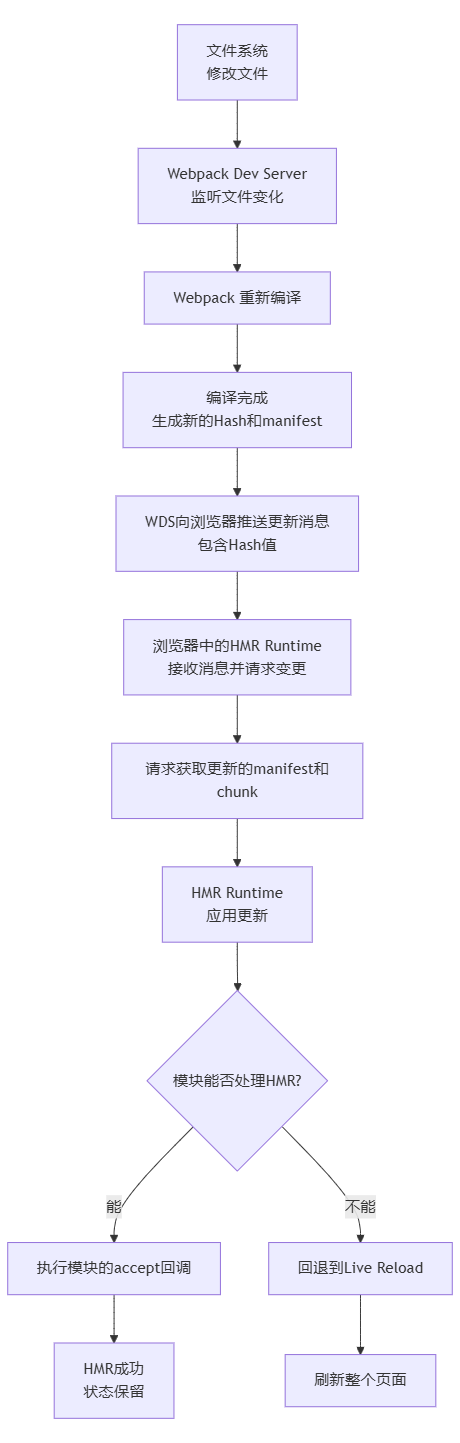 文件系统
修改文件
Webpack Dev Server
监听文件变化
Webpack 重新编译
编译完成
生成新的Hash和manifest
WDS向浏览器推送更新消息
包含Hash值
浏览器中的HMR Runtime
接收消息并请求变更
请求获取更新的manifest和
chunk
HMR Runtime
应用更新
模块能否处理HMR?
能
不能
执行模块的accept回调
回退到Live Reload
HMR成功
状态保留
刷新整个页面